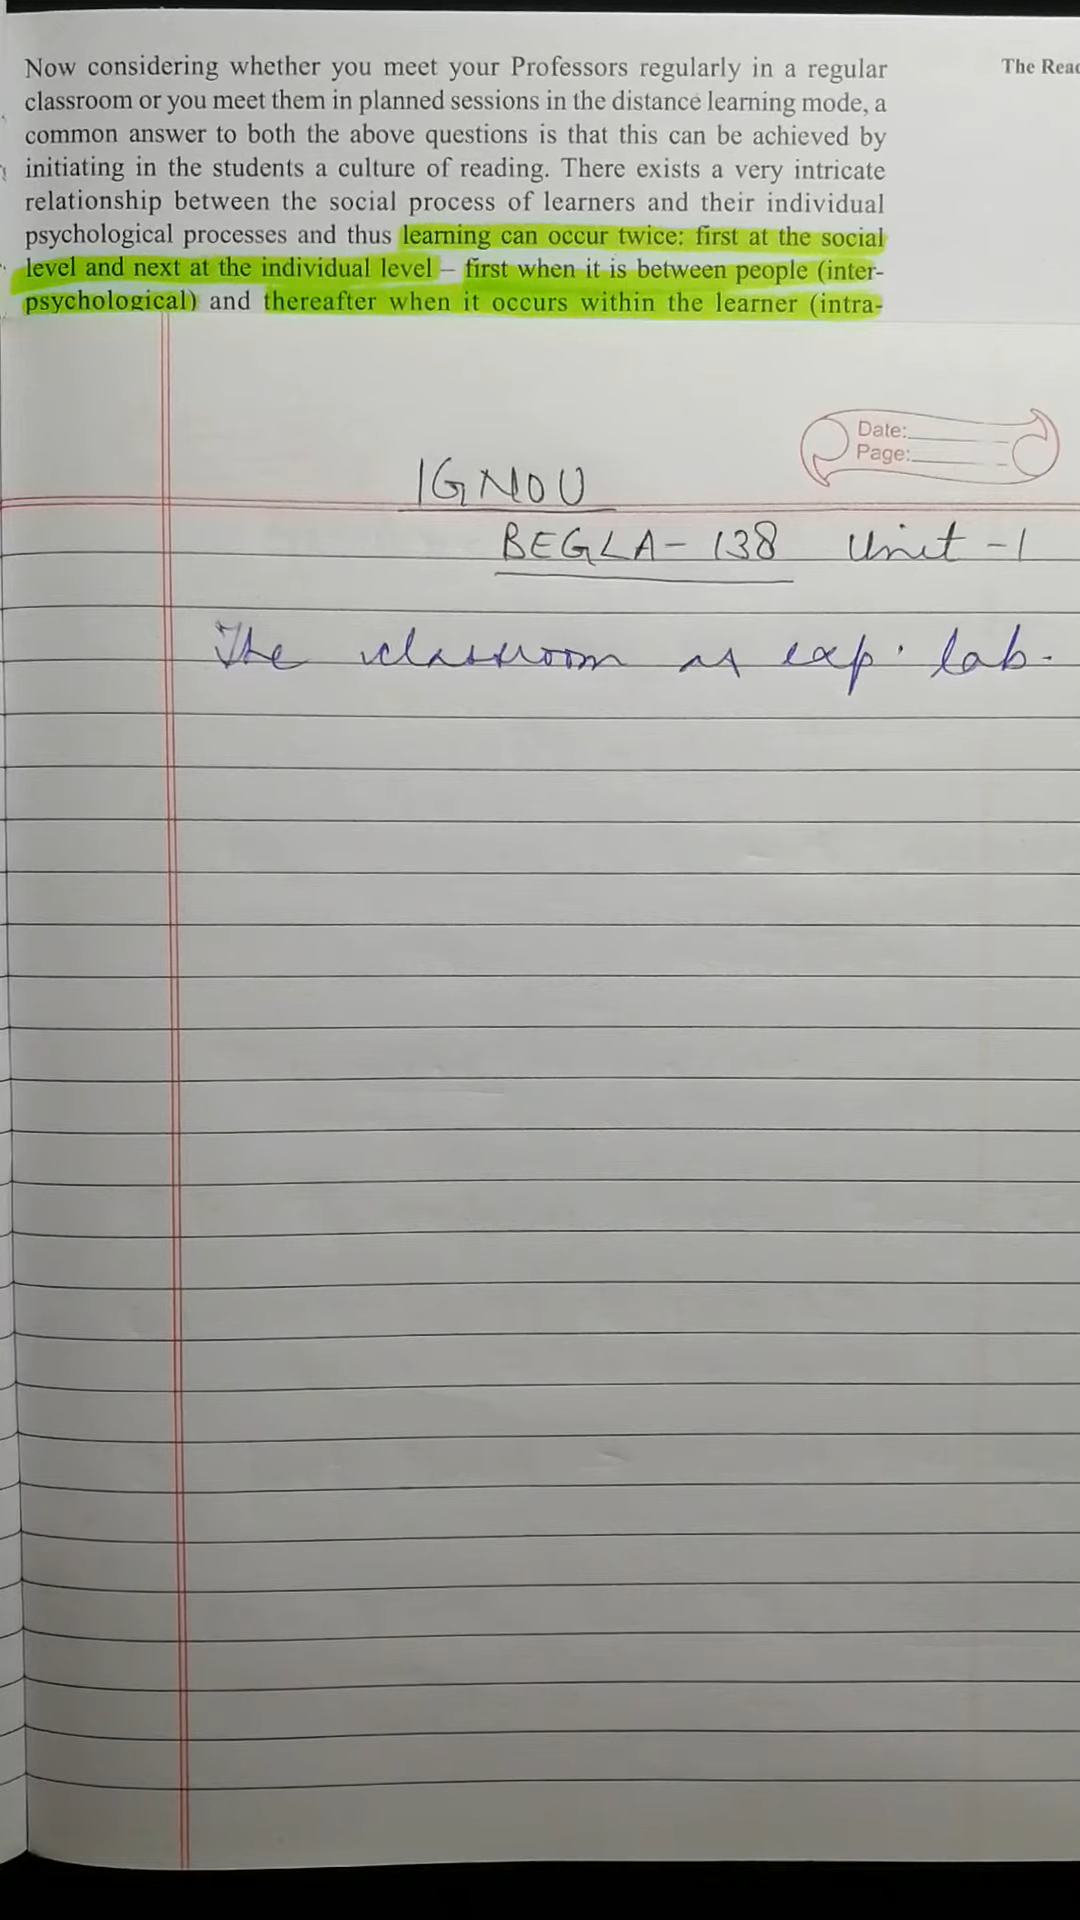 Now considering whether you meet your Professors regularly in a regular
The Read
classroom or you meet them in planned sessions in the distance learning mode, a
common answer to both the above questions is that this can be achieved by
initiating in the students a culture of reading. There exists a very intricate
relationship between the social process of learners and their individual
psychological processes and thus learning can occur twice: first at the social
level and next at the individual level – first when it is between people (inter-
psychological) and thereafter when it occurs within the learner (intra-
Date:
Page:
IGNOU
BEGLA-138 Unit-1
The classroom as exp. lab.